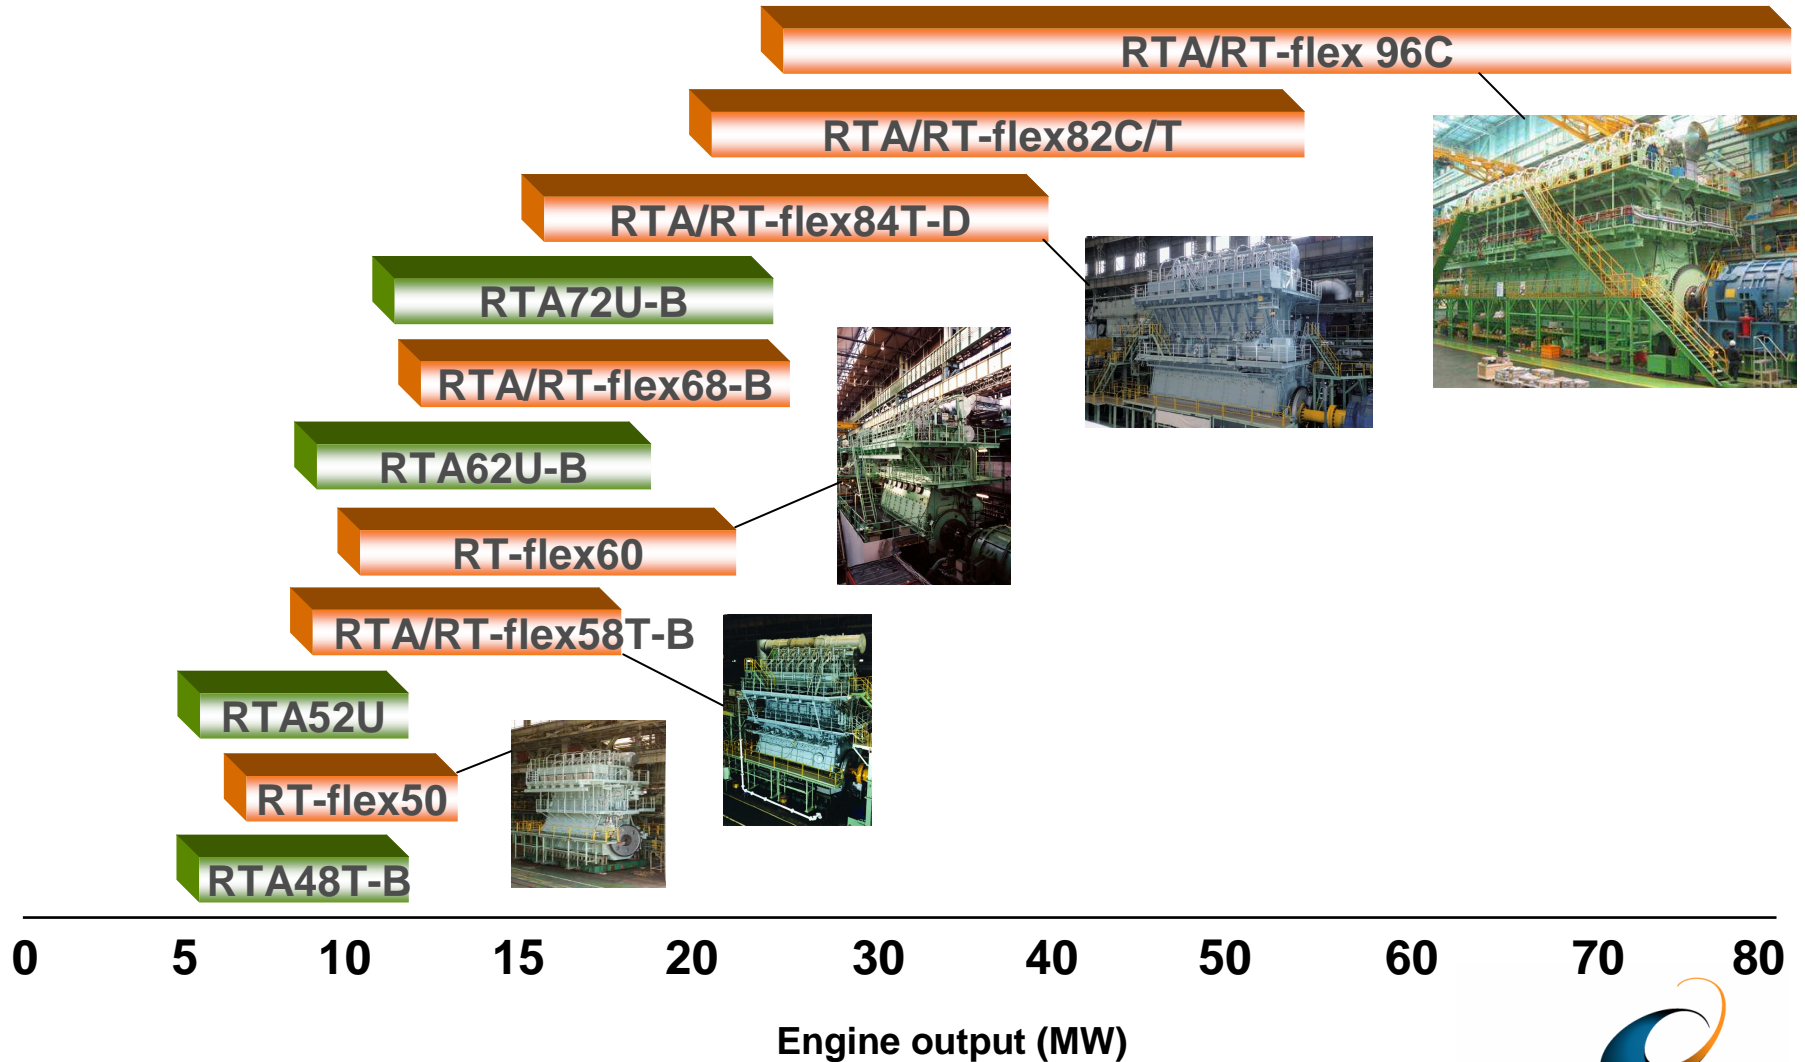 RTA/RT-flex 96C
RTA/RT-flex82C/T
RTA/RT-flex84T-D
RTA72U-B
RTA/RT-flex68-B
RTA62U-B
RT-flex60
RTA/RT-flex58T-B
RTA52U
RT-flex50
RTA48T-B
0 5 10 15 20 30 40 50 60 70 80
Engine output (MW)